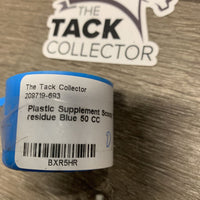 THE
TACK
COLLECTOR
The Tack Collector
209719-693
Plastic Supplement Scoop
residue Blue 50 CC
BXR5HR